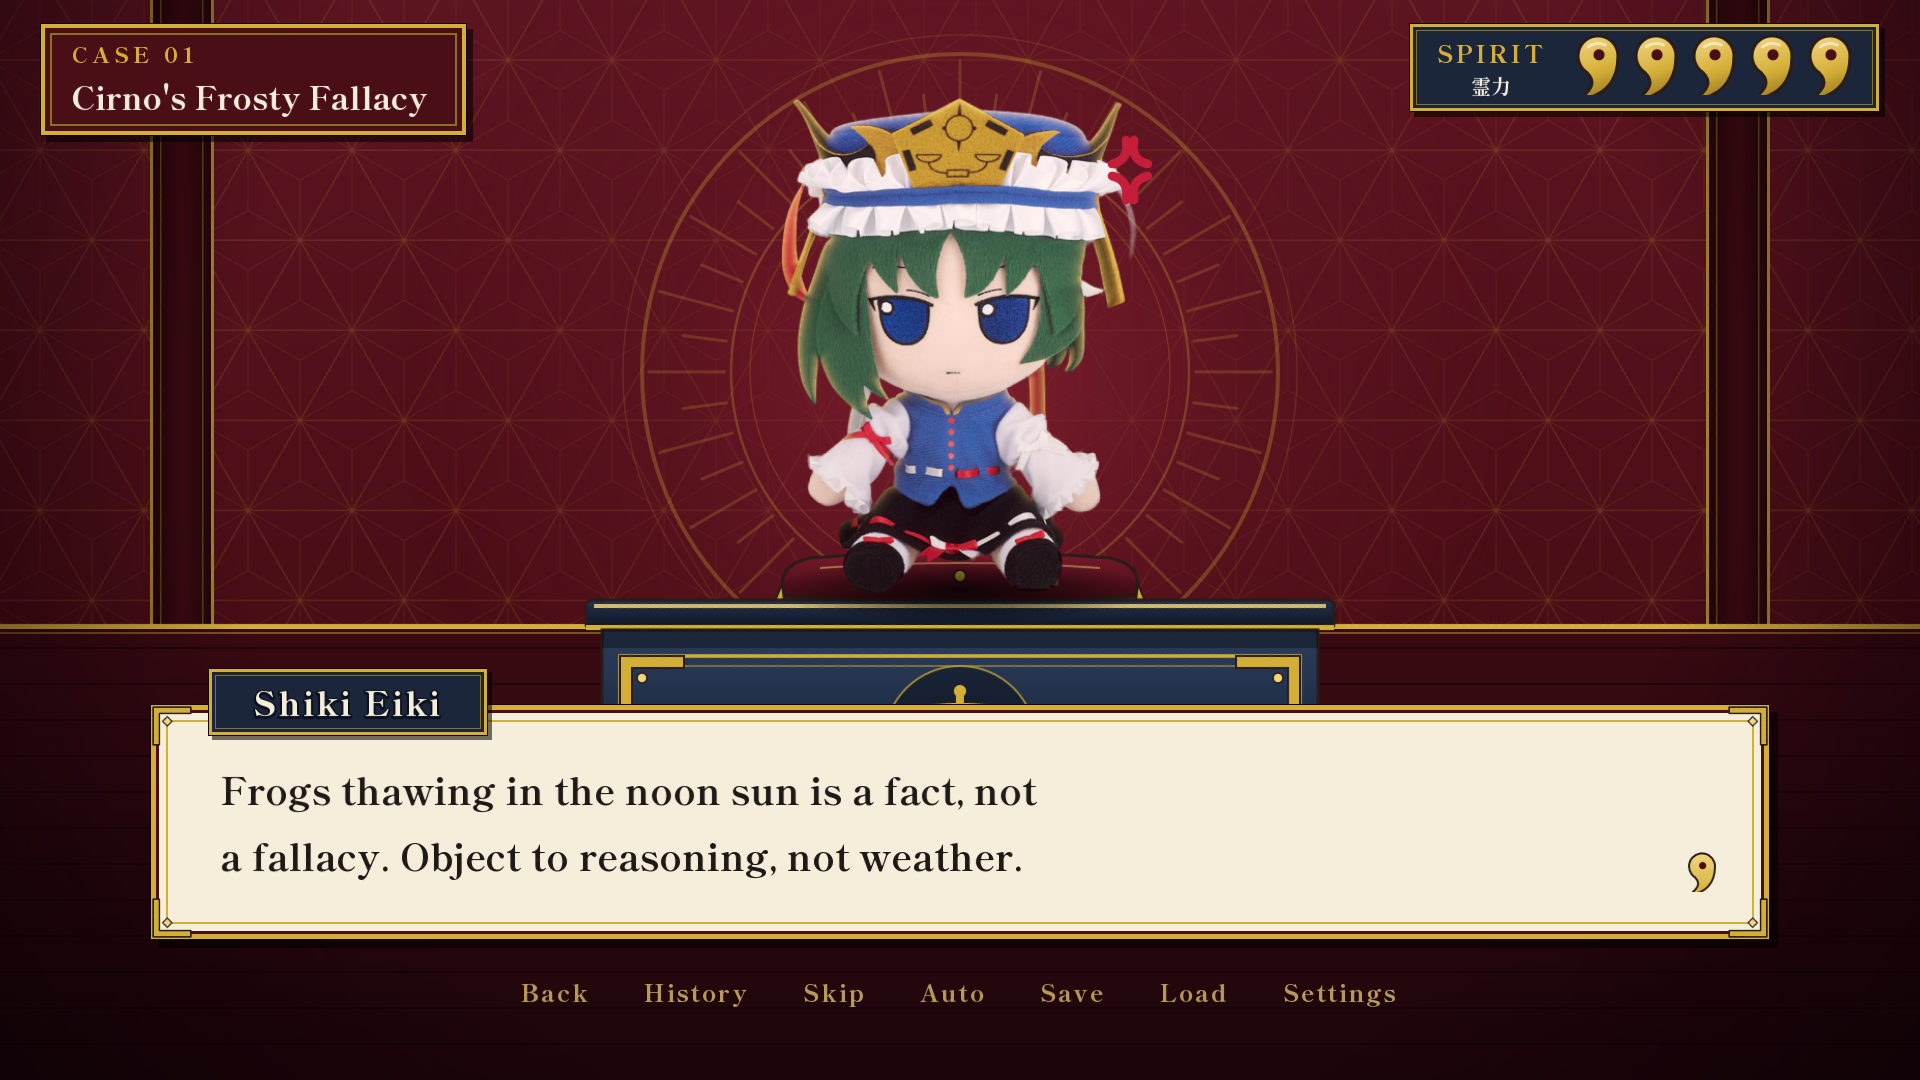 CASE 01
Cirno's Frosty Fallacy
SPIRIT
霊力
Shiki Eiki
Frogs thawing in the noon sun is a fact, not
a fallacy. Object to reasoning, not weather.
Back History Skip Auto Save Load Settings